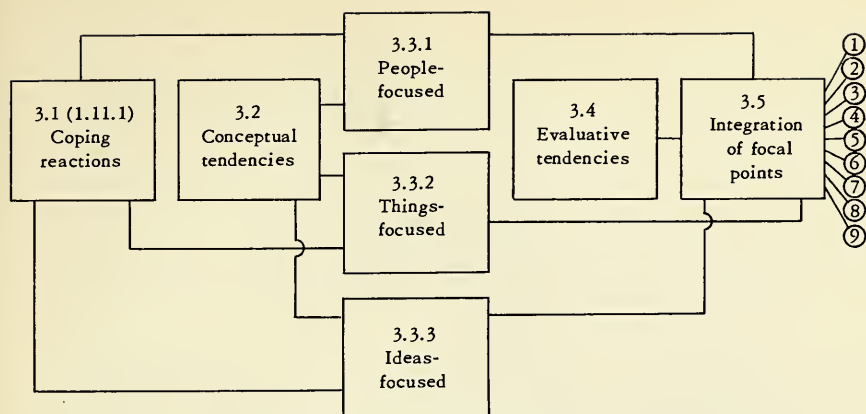 3.1 (1.11.1)
Coping
reactions
3.2
Conceptual
tendencies
3.3.1
People-
focused
3.3.2
Things-
focused
3.3.3
Ideas-
focused
3.4
Evaluative
tendencies
3.5
Integration
of focal
points
1
2
3
4
5
6
7
8
9